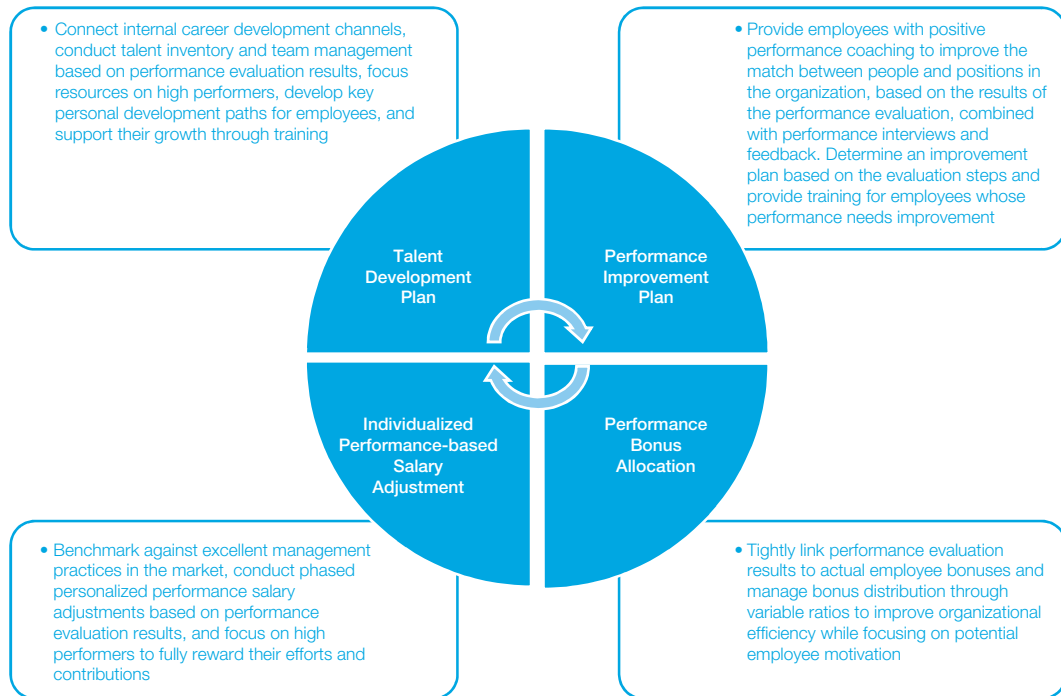 • Connect internal career development channels,
conduct talent inventory and team management
based on performance evaluation results, focus
resources on high performers, develop key
personal development paths for employees, and
support their growth through training
• Provide employees with positive
performance coaching to improve the
match between people and positions in
the organization, based on the results of
the performance evaluation, combined
with performance interviews and
feedback. Determine an improvement
plan based on the evaluation steps and
provide training for employees whose
performance needs improvement
Talent
Development
Plan
Performance
Improvement
Plan
Individualized
Performance-based
Salary
Adjustment
Performance
Bonus
Allocation
• Benchmark against excellent management
practices in the market, conduct phased
personalized performance salary
adjustments based on performance
evaluation results, and focus on high
performers to fully reward their efforts and
contributions
• Tightly link performance evaluation
results to actual employee bonuses and
manage bonus distribution through
variable ratios to improve organizational
efficiency while focusing on potential
employee motivation